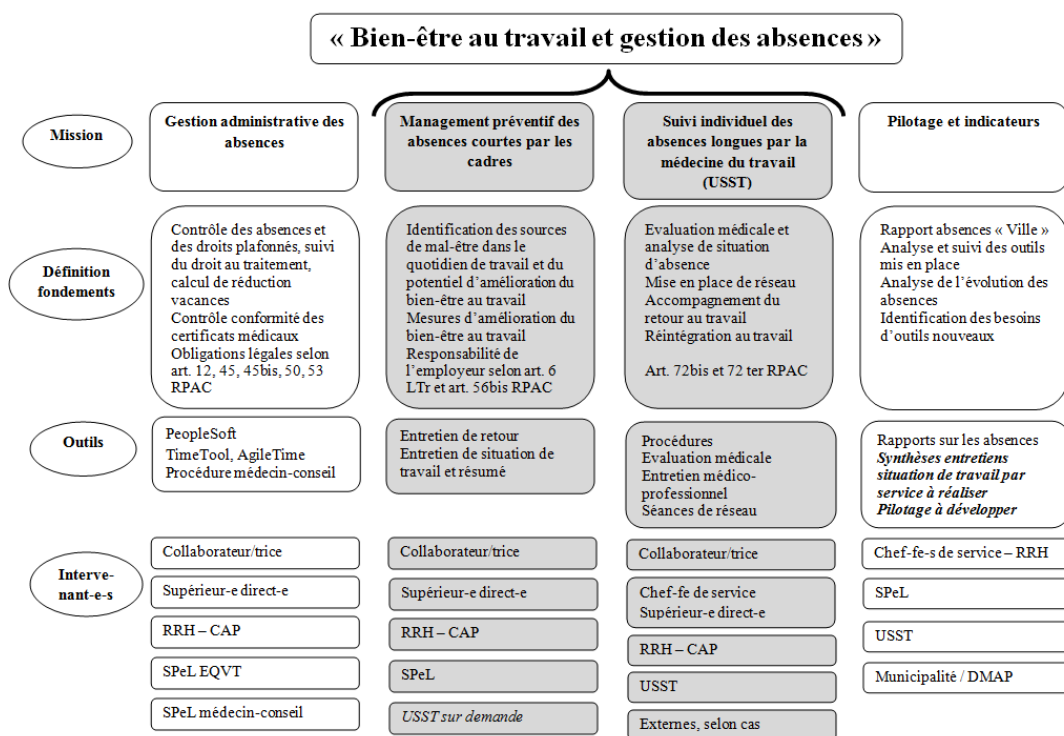 « Bien-être au travail et gestion des absences »
Mission
Gestion administrative des
absences
Management préventif des
absences courtes par les
cadres
Suivi individuel des
absences longues par la
médecine du travail
(USST)
Pilotage et indicateurs
Définition
fondements
Contrôle des absences et
des droits plafonnés, suivi
du droit au traitement,
calcul de réduction
vacances
Contrôle conformité des
certificats médicaux
Obligations légales selon
art. 12, 45, 45bis, 50, 53
RPAC
Identification des sources
de mal-être dans le
quotidien de travail et du
potentiel d’amélioration du
bien-être au travail
Mesures d’amélioration du
bien-être au travail
Responsabilité de
l’employeur selon art. 6
LTr et art. 56bis RPAC
Evaluation médicale et
analyse de situation
d’absence
Mise en place de réseau
Accompagnement du
retour au travail
Réintégration au travail
Art. 72bis et 72 ter RPAC
Rapport absences « Ville »
Analyse et suivi des outils
mis en place
Analyse de l’évolution des
absences
Identification des besoins
d’outils nouveaux
Outils
PeopleSoft
TimeTool, AgileTime
Procédure médecin-conseil
Entretien de retour
Entretien de situation de
travail et résumé
Procédures
Evaluation médicale
Entretien médico-
professionnel
Séances de réseau
Rapports sur les absences
Synthèses entretiens
situation de travail par
service à réaliser
Pilotage à développer
Interve-
nant-e-s
Collaborateur/trice
Supérieur-e direct-e
RRH – CAP
SPeL EQVT
SPeL médecin-conseil
Collaborateur/trice
Supérieur-e direct-e
RRH – CAP
SPeL
USST sur demande
Collaborateur/trice
Chef-fe de service
Supérieur-e direct-e
RRH – CAP
USST
Externes, selon cas
Chef-fe-s de service – RRH
SPeL
USST
Municipalité / DMAP